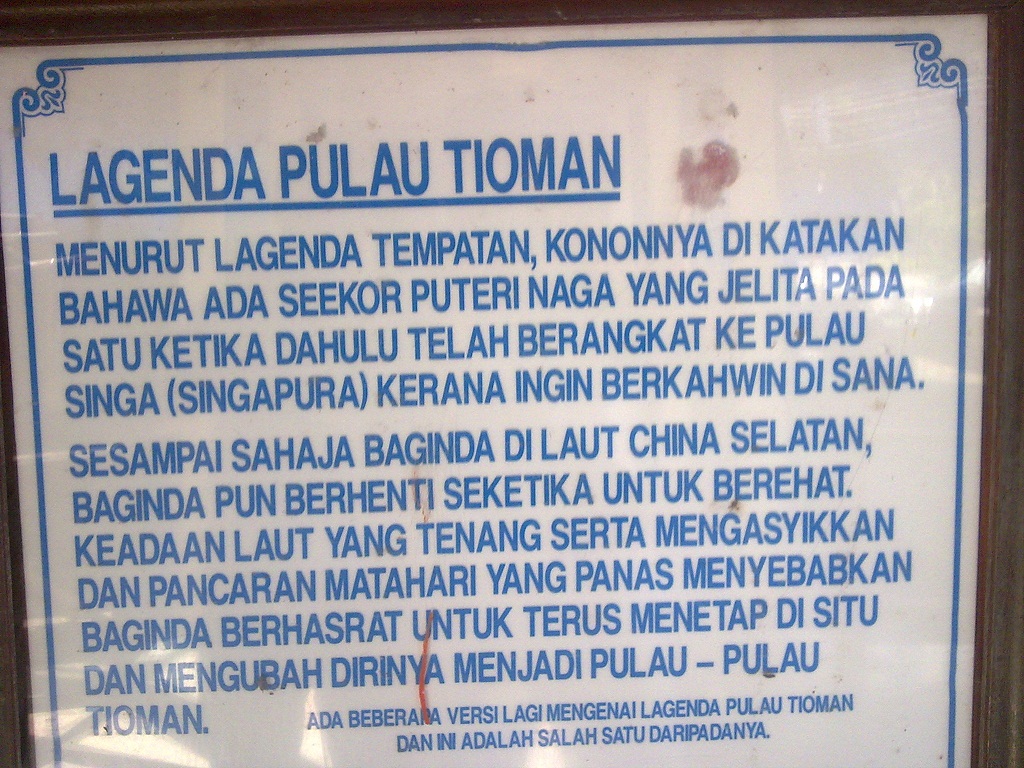 LAGENDA PULAU TIOMAN
MENURUT LAGENDA TEMPATAN, KONONNYA DI KATAKAN
BAHAWA ADA SEEKOR PUTERI NAGA YANG JELITA PADA
SATU KETIKA DAHULU TELAH BERANGKAT KE PULAU
SINGA (SINGAPURA) KERANA INGIN BERKAHWIN DI SANA.
SESAMPAI SAHAJA BAGINDA DI LAUT CHINA SELATAN,
BAGINDA PUN BERHENTI SEKETIKA UNTUK BEREHAT.
KEADAAN LAUT YANG TENANG SERTA MENGASYIKKAN
DAN PANCARAN MATAHARI YANG PANAS MENYEBABKAN
BAGINDA BERHASRAT UNTUK TERUS MENETAP DI SITU
DAN MENGUBAH DIRINYA MENJADI PULAU – PULAU
TIOMAN.
ADA BEBERAPA VERSI LAGI MENGENAI LAGENDA PULAU TIOMAN
DAN INI ADALAH SALAH SATU DARIPADANYA.